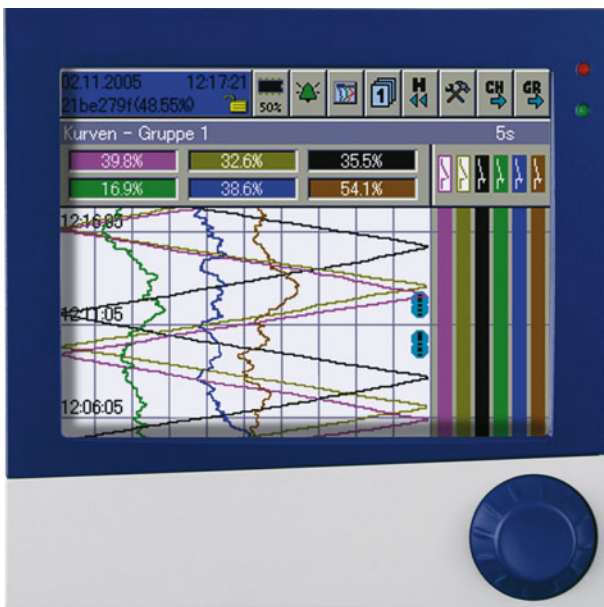 02.11.2005 12:17:21
21be279f(48.55%) 50% 1 H CH GR
Kurven - Gruppe 1 5s
39.8% 32.6% 35.5%
16.9% 38.6% 54.1%
12:16:05
12:11:05
12:06:05